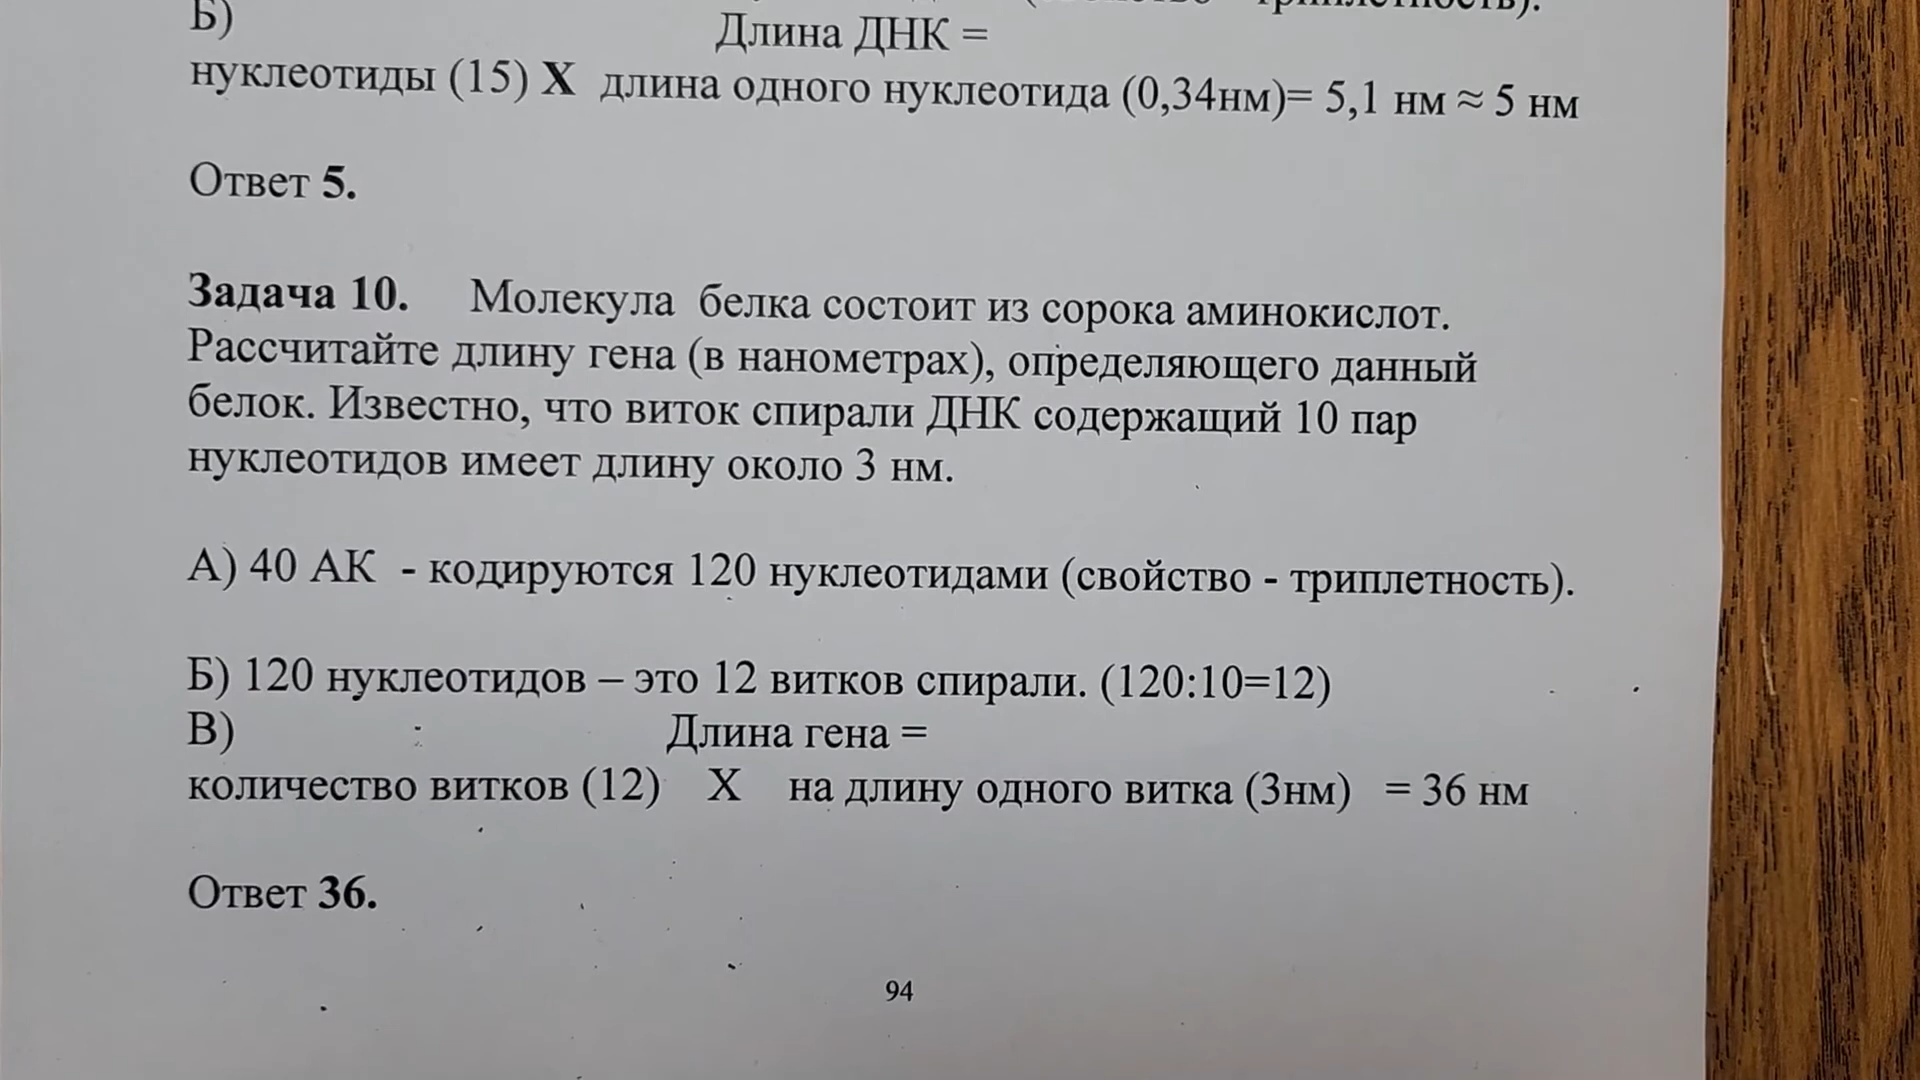 Б)
Длина ДНК =
нуклеотиды (15) Х длина одного нуклеотида (0,34нм)= 5,1 нм ≈ 5 нм
Ответ 5.
Задача 10. Молекула белка состоит из сорока аминокислот.
Рассчитайте длину гена (в нанометрах), определяющего данный
белок. Известно, что виток спирали ДНК содержащий 10 пар
нуклеотидов имеет длину около 3 нм.
А) 40 АК - кодируются 120 нуклеотидами (свойство - триплетность).
Б) 120 нуклеотидов – это 12 витков спирали. (120:10=12)
В) Длина гена =
количество витков (12) Х на длину одного витка (3нм) = 36 нм
Ответ 36.
94